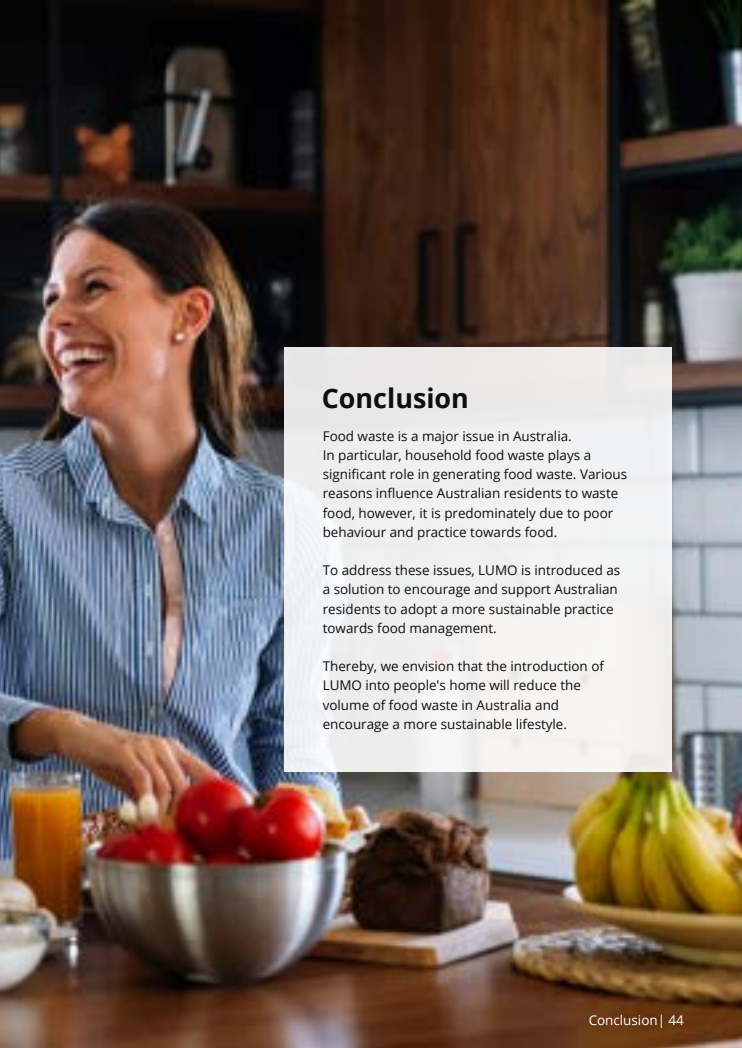 Conclusion
Food waste is a major issue in Australia.
In particular, household food waste plays a
significant role in generating food waste. Various
reasons influence Australian residents to waste
food, however, it is predominately due to poor
behaviour and practice towards food.
To address these issues, LUMO is introduced as
a solution to encourage and support Australian
residents to adopt a more sustainable practice
towards food management.
Thereby, we envision that the introduction of
LUMO into people's home will reduce the
volume of food waste in Australia and
encourage a more sustainable lifestyle.
Conclusion| 44